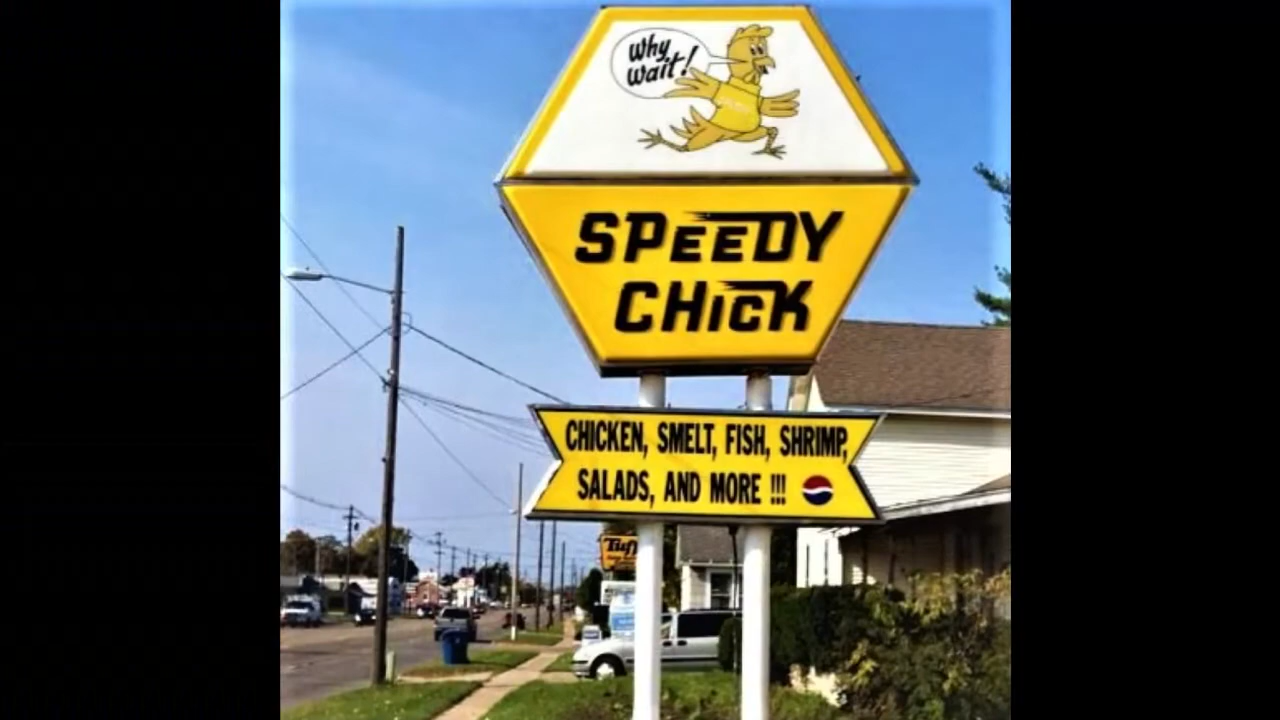 Why
wait!
SPEEDY
CHICK
CHICKEN, SMELT, FISH, SHRIMP,
SALADS, AND MORE !!!